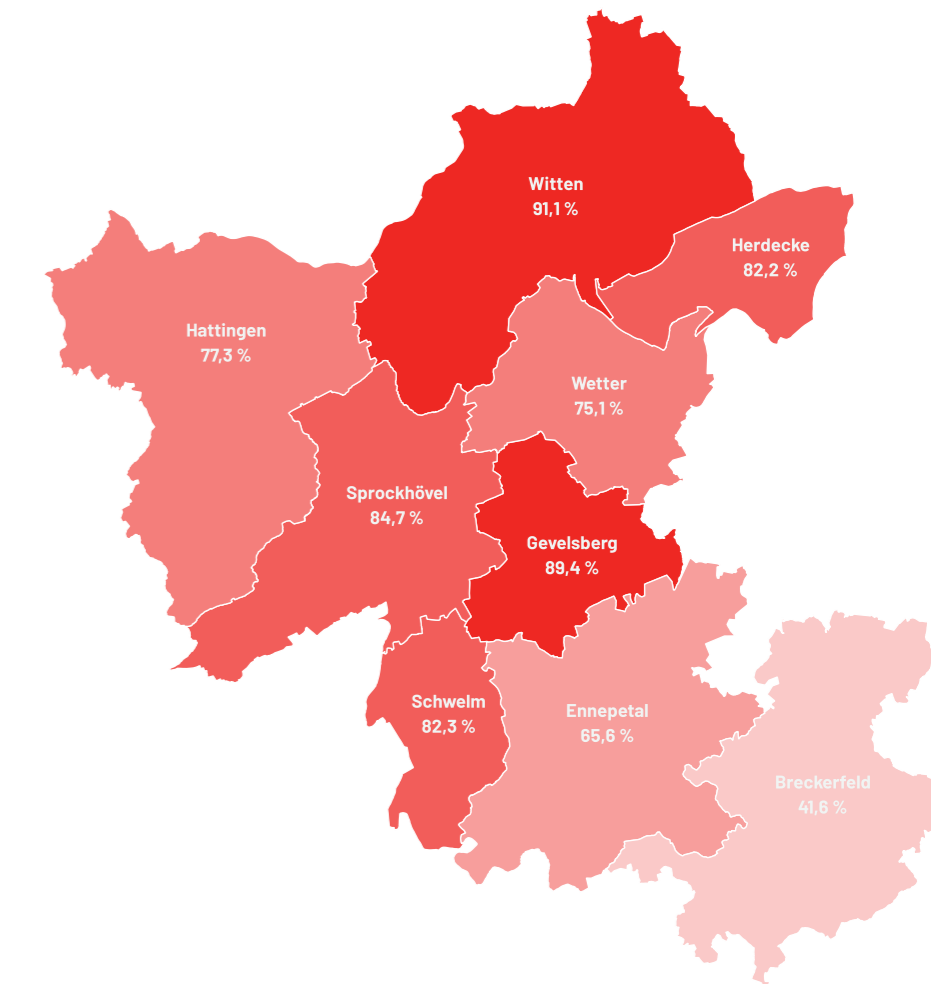 Witten
91,1 %
Herdecke
82,2 %
Hattingen
77,3 %
Wetter
75,1 %
Sprockhövel
84,7 %
Gevelsberg
89,4 %
Schwelm
82,3 %
Ennepetal
65,6 %
Breckerfeld
41,6 %